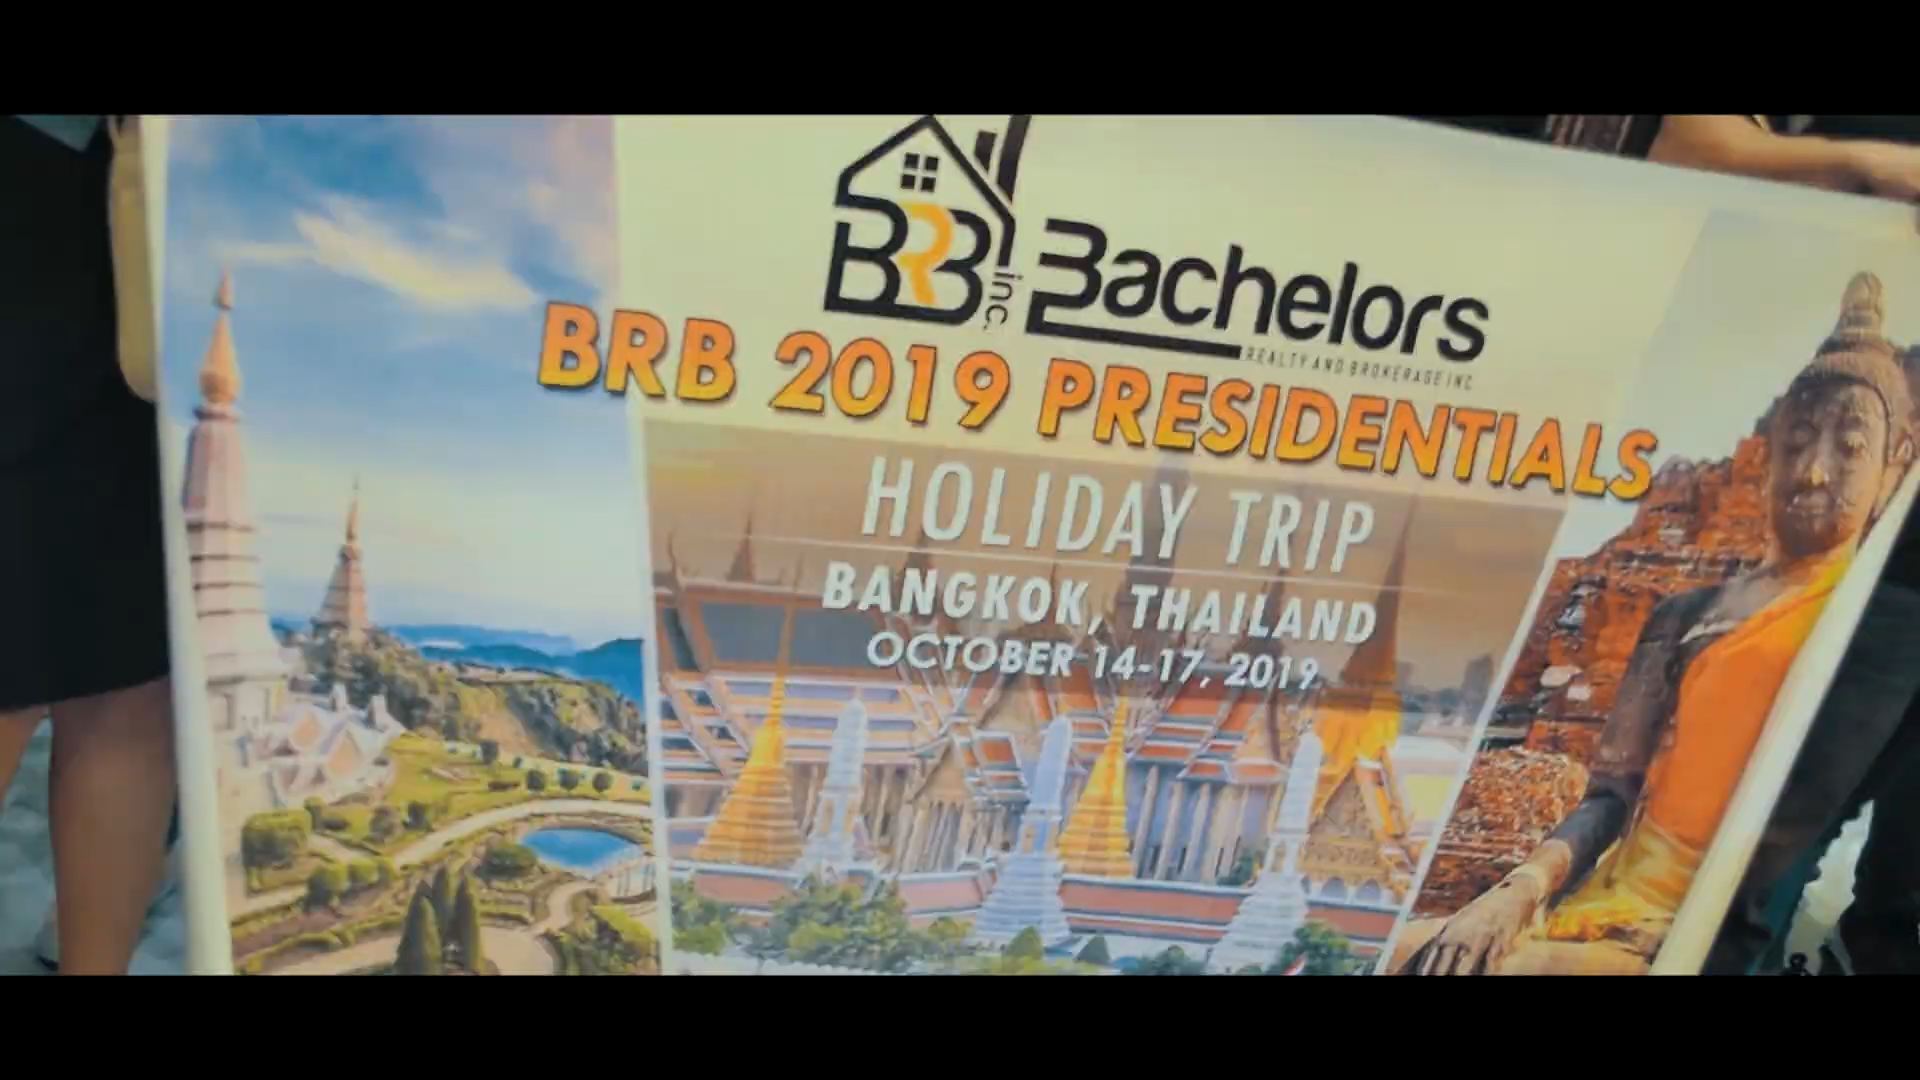 BRB inc.
Bachelors
REALTY AND BROKERAGE INC
BRB 2019 PRESIDENTIALS
HOLIDAY TRIP
BANGKOK, THAILAND
OCTOBER 14-17, 2019